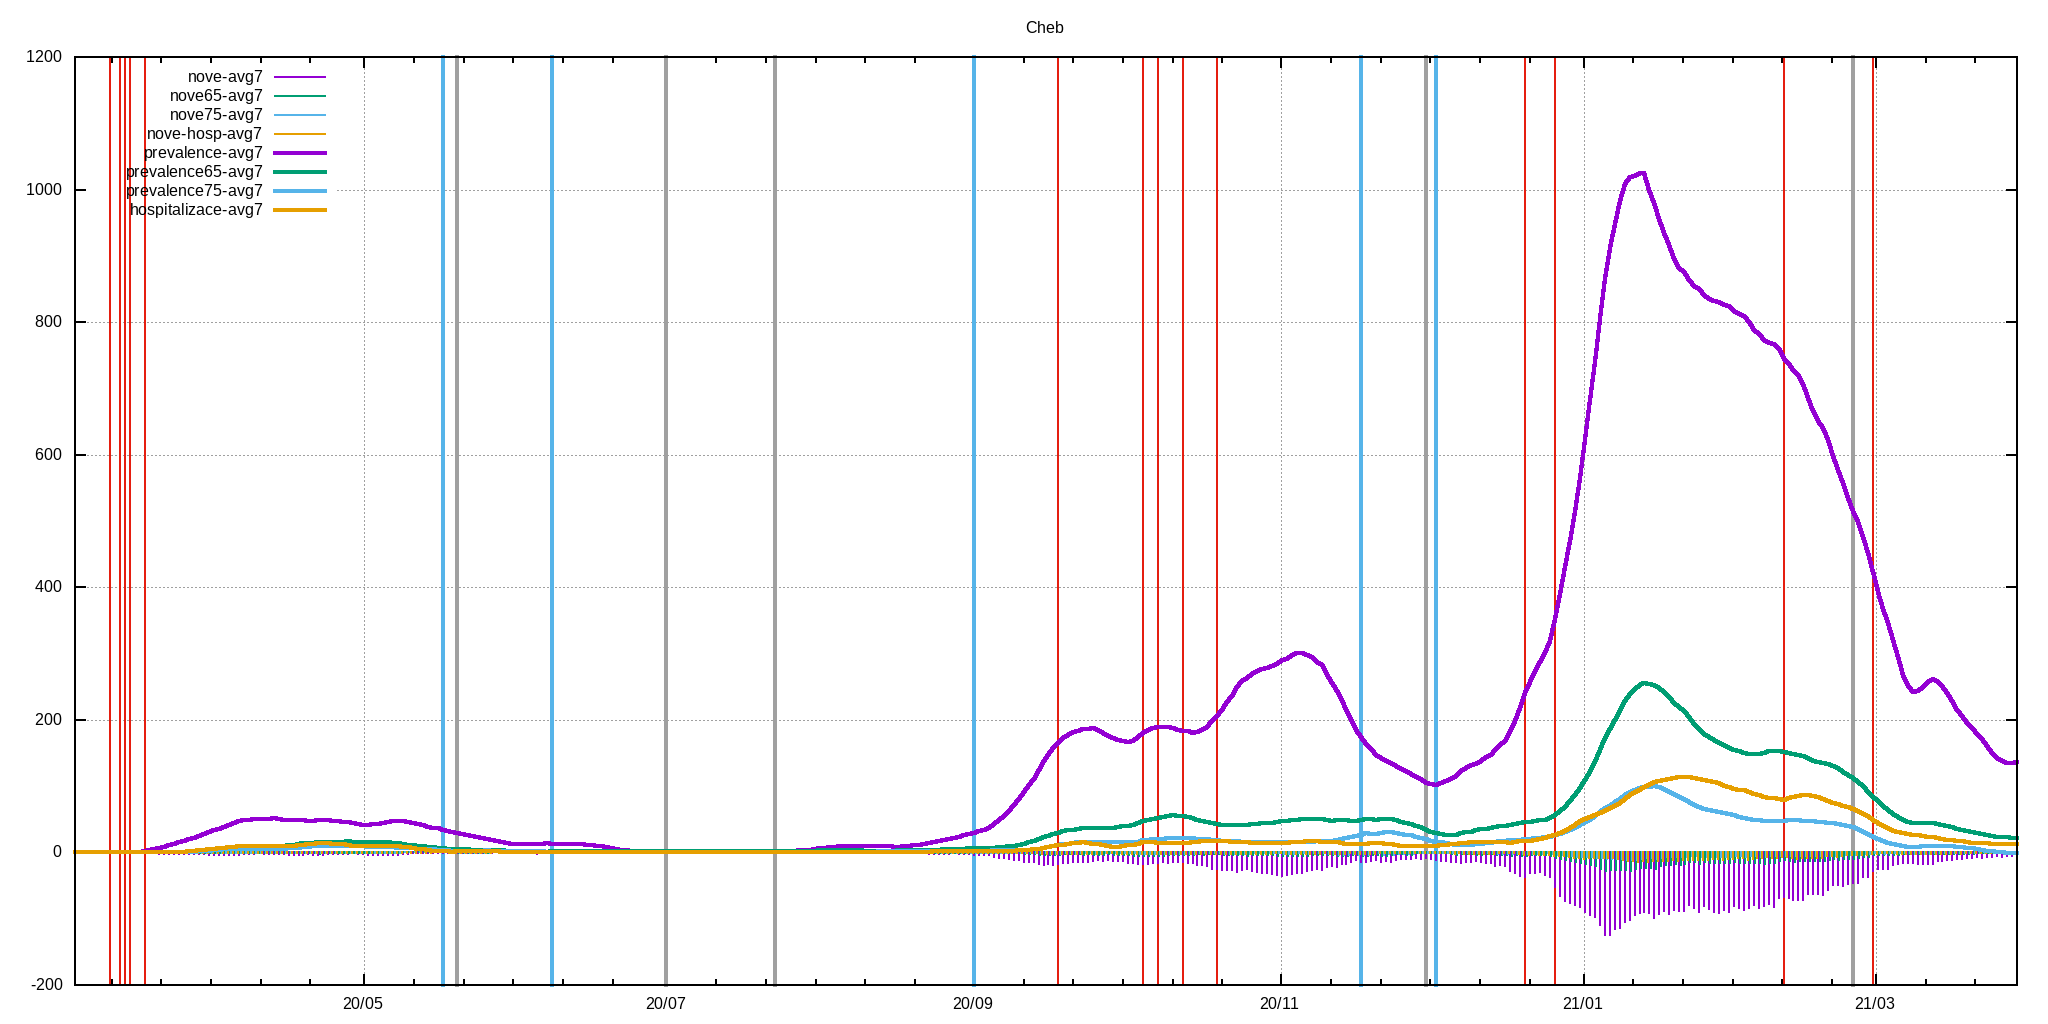 Cheb
1200
1000
800
600
400
200
0
-200
nove-avg7
nove65-avg7
nove75-avg7
nove-hosp-avg7
prevalence-avg7
prevalence65-avg7
prevalence75-avg7
hospitalizace-avg7
20/05
20/07
20/09
20/11
21/01
21/03